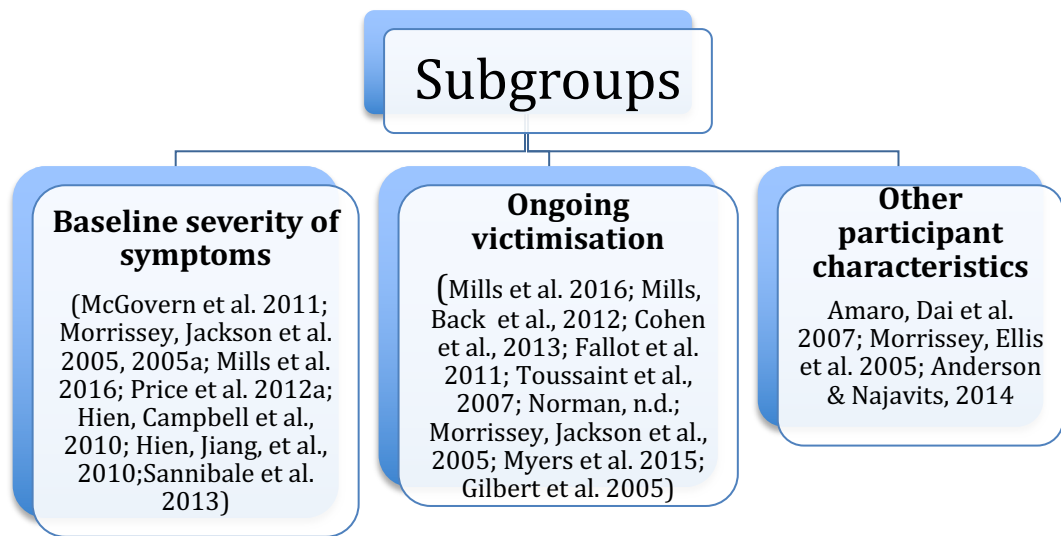 Subgroups
Baseline severity of
symptoms
(McGovern et al. 2011;
Morrissey, Jackson et al.
2005, 2005a; Mills et al.
2016; Price et al. 2012a;
Hien, Campbell et al.,
2010; Hien, Jiang, et al.,
2010;Sannibale et al.
2013)
Ongoing
victimisation
(Mills et al. 2016; Mills,
Back et al., 2012; Cohen
et al., 2013; Fallot et al.
2011; Toussaint et al.,
2007; Norman, n.d.;
Morrissey, Jackson et al.,
2005; Myers et al. 2015;
Gilbert et al. 2005)
Other
participant
characteristics
Amaro, Dai et al.
2007; Morrissey, Ellis
et al. 2005; Anderson
& Najavits, 2014